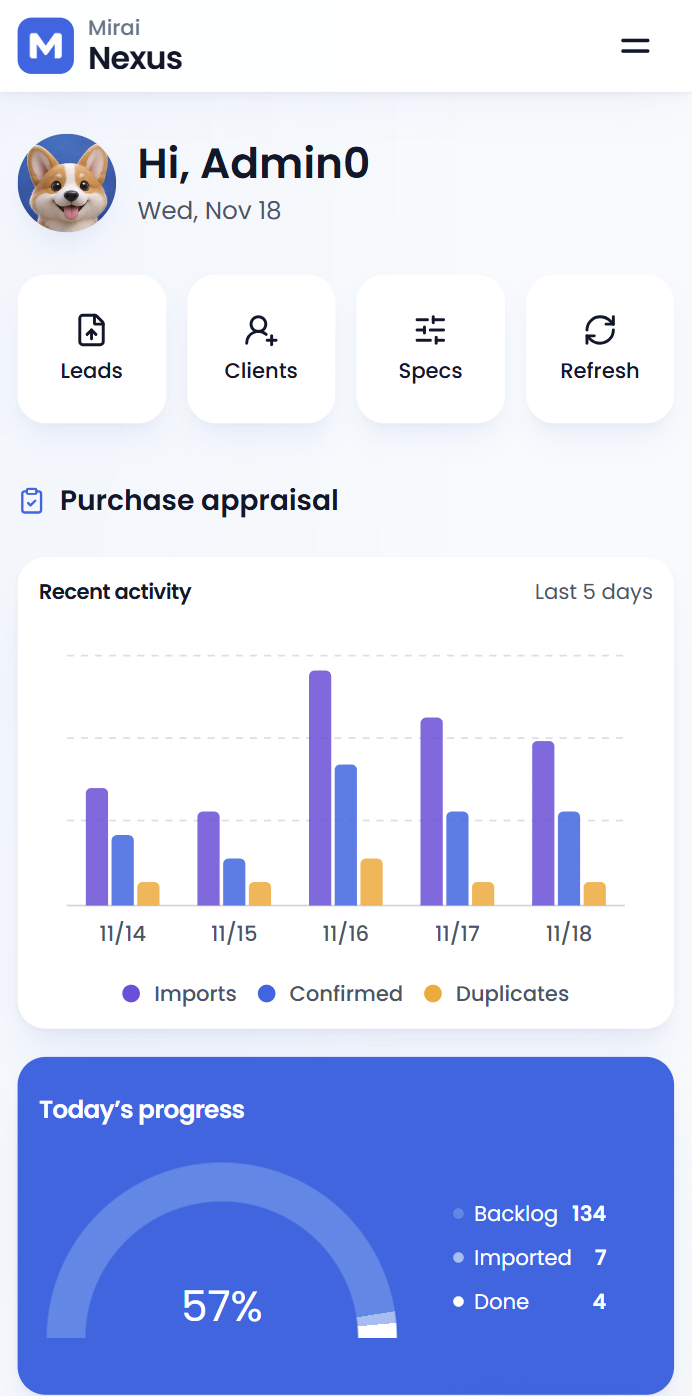 Mirai
Nexus
Hi, Admin0
Wed, Nov 18
Leads
Clients
Specs
Refresh
Purchase appraisal
Recent activity
Last 5 days
11/14
11/15
11/16
11/17
11/18
Imports
Confirmed
Duplicates
Today’s progress
57%
Backlog 134
Imported 7
Done 4